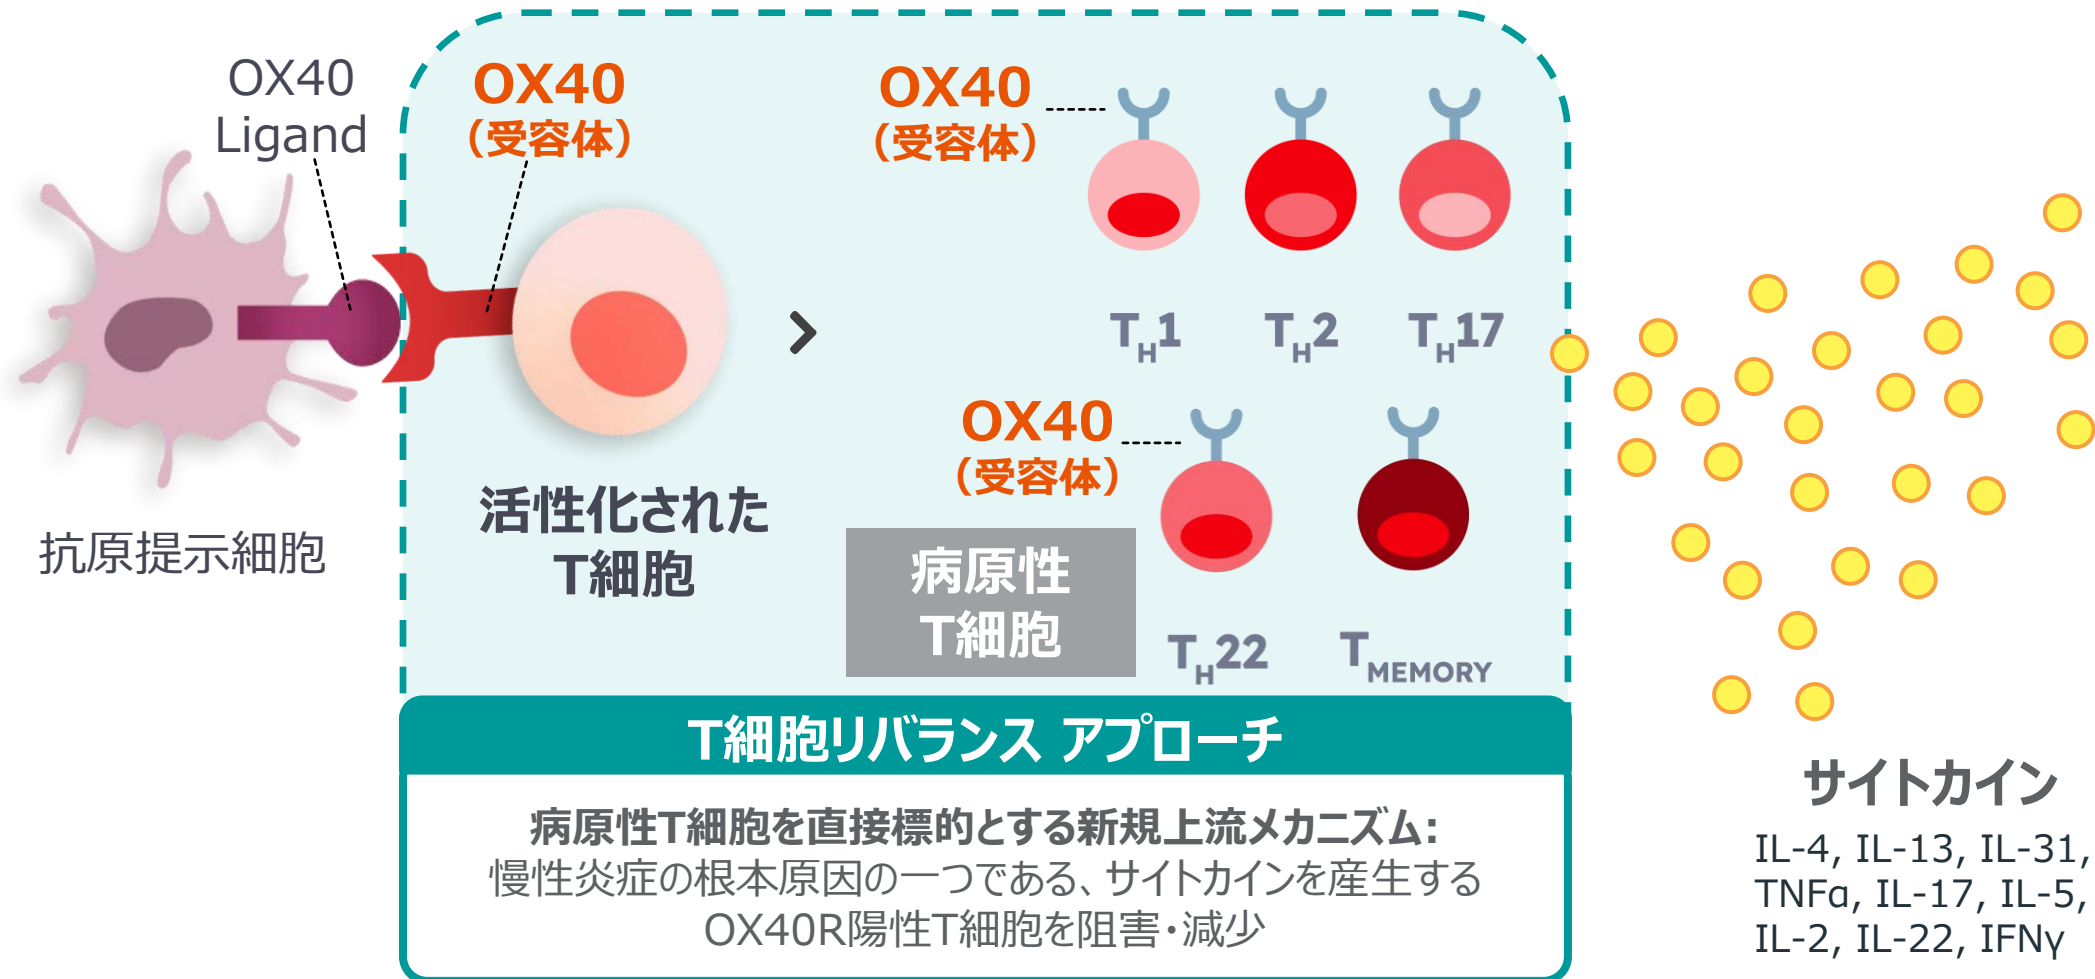 OX40
Ligand
OX40
（受容体）
OX40
（受容体）
TH1
TH2
TH17
OX40
（受容体）
抗原提示細胞
活性化された
T細胞
病原性
T細胞
TH22
TMEMORY
T細胞リバランス アプローチ
病原性T細胞を直接標的とする新規上流メカニズム:
慢性炎症の根本原因の一つである、サイトカインを産生する
OX40R陽性T細胞を阻害・減少
サイトカイン
IL-4, IL-13, IL-31,
TNFα, IL-17, IL-5,
IL-2, IL-22, IFNγ